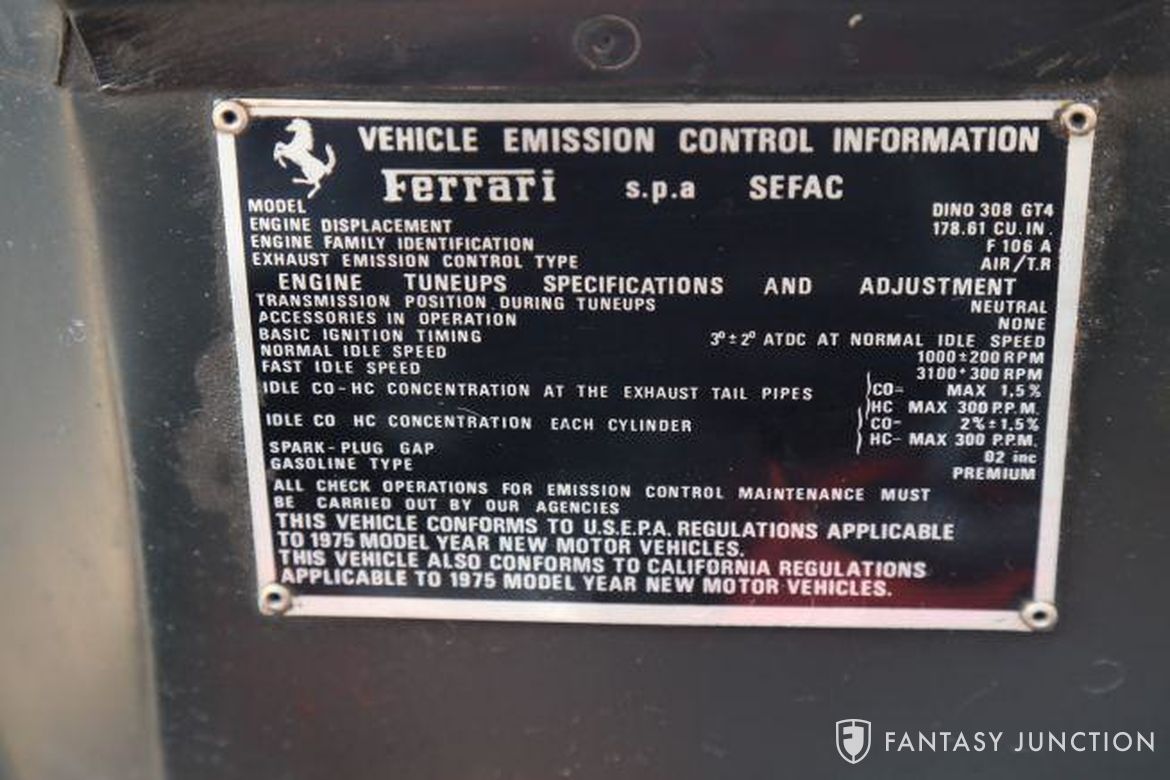 VEHICLE EMISSION CONTROL INFORMATION
Ferrari s.p.a SEFAC
MODEL DINO 308 GT4
ENGINE DISPLACEMENT 178.61 CU.IN.
ENGINE FAMILY IDENTIFICATION F 106 A
EXHAUST EMISSION CONTROL TYPE AIR/T.R
ENGINE TUNEUPS SPECIFICATIONS AND ADJUSTMENT
TRANSMISSION POSITION DURING TUNEUPS NEUTRAL
ACCESSORIES IN OPERATION NONE
BASIC IGNITION TIMING 3º±2º ATDC AT NORMAL IDLE SPEED
NORMAL IDLE SPEED 1000±200 RPM
FAST IDLE SPEED 3100+300 RPM
IDLE CO-HC CONCENTRATION AT THE EXHAUST TAIL PIPES CO= MAX 1,5%
HC MAX 300 P.P.M.
IDLE CO HC CONCENTRATION EACH CYLINDER CO- 2%±1.5%
HC- MAX 300 P.P.M.
SPARK-PLUG GAP 02 inc
GASOLINE TYPE PREMIUM
ALL CHECK OPERATIONS FOR EMISSION CONTROL MAINTENANCE MUST
BE CARRIED OUT BY OUR AGENCIES
THIS VEHICLE CONFORMS TO U.S.E.P.A. REGULATIONS APPLICABLE
TO 1975 MODEL YEAR NEW MOTOR VEHICLES.
THIS VEHICLE ALSO CONFORMS TO CALIFORNIA REGULATIONS
APPLICABLE TO 1975 MODEL YEAR NEW MOTOR VEHICLES.
FANTASY JUNCTION